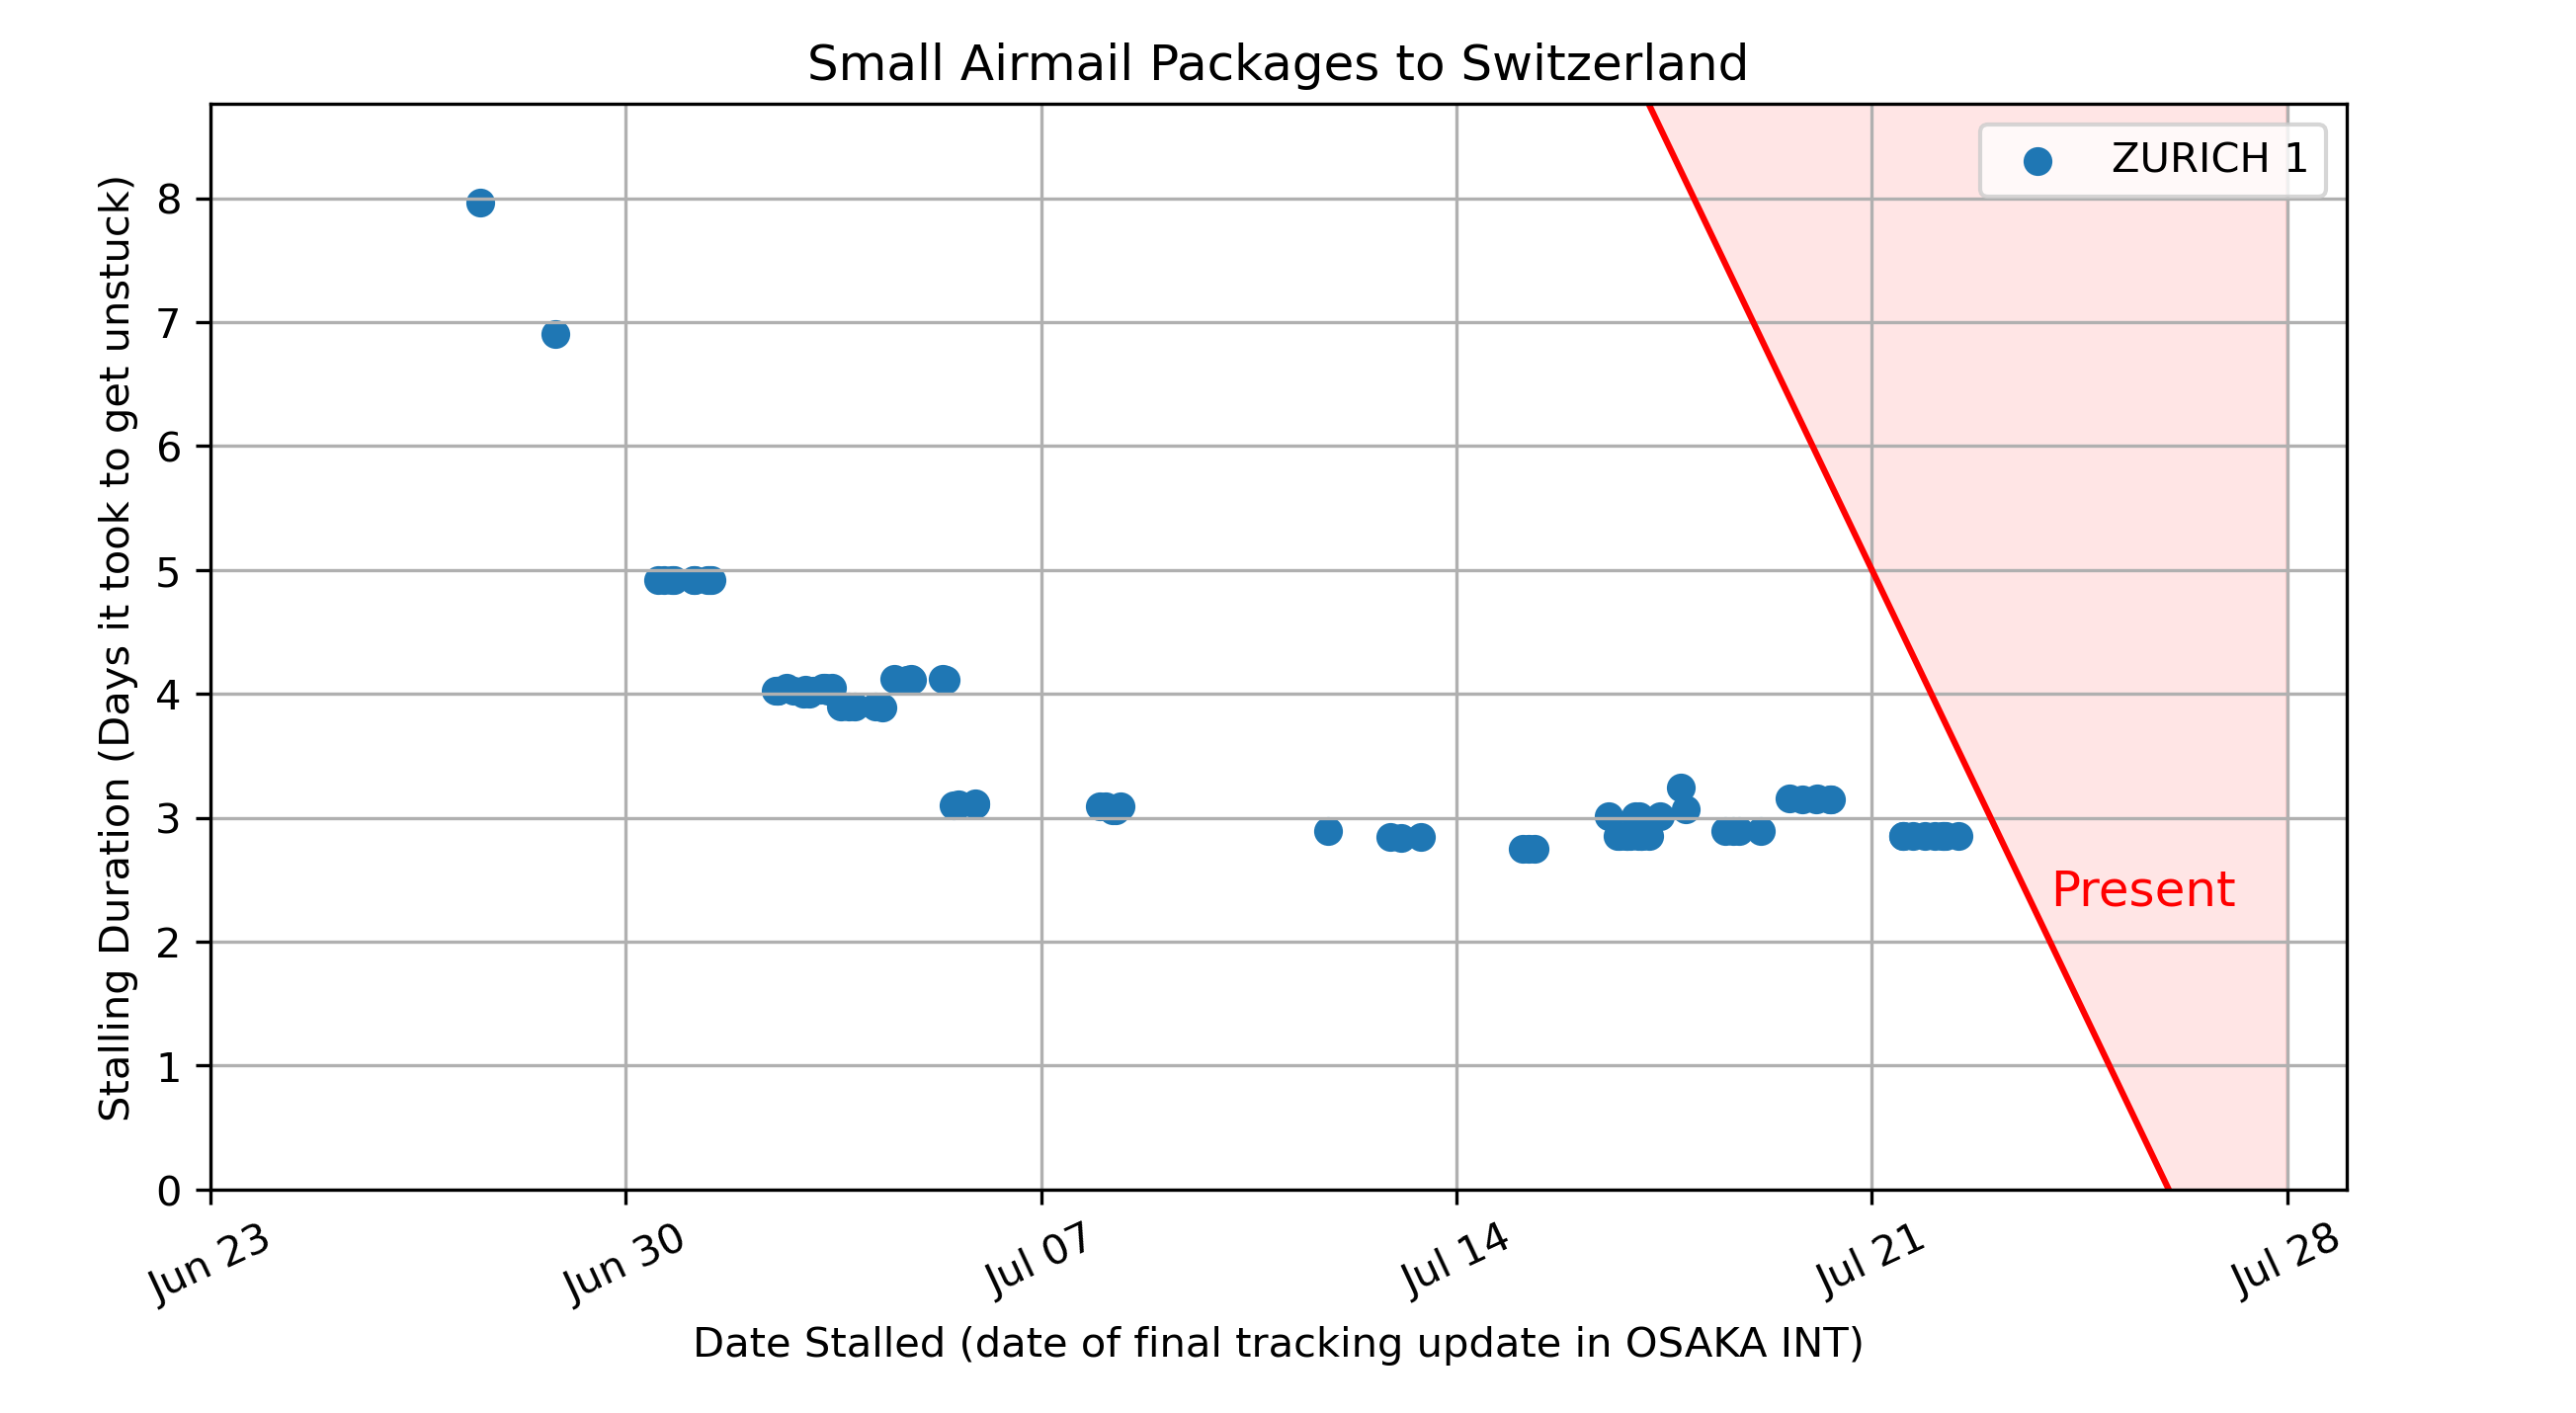 Small Airmail Packages to Switzerland
ZURICH 1
Stalling Duration (Days it took to get unstuck)
8
7
6
5
4
3
2
1
0
Present
Jun 23
Jun 30
Jul 07
Jul 14
Jul 21
Jul 28
Date Stalled (date of final tracking update in OSAKA INT)